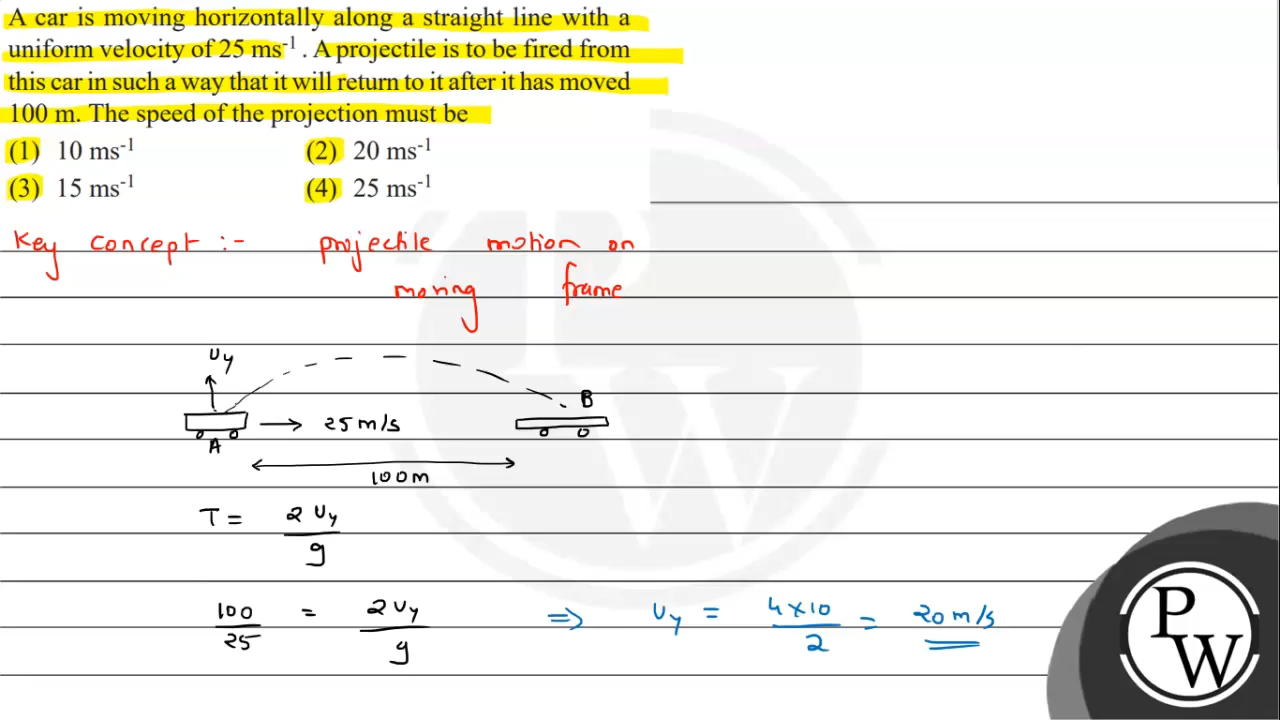 A car is moving horizontally along a straight line with a
uniform velocity of 25 ms⁻¹ . A projectile is to be fired from
this car in such a way that it will return to it after it has moved
100 m. The speed of the projection must be
(1) 10 ms⁻¹ (2) 20 ms⁻¹
(3) 15 ms⁻¹ (4) 25 ms⁻¹
Key concept :- projectile motion on
moving frame
uy
B
25 m/s
A
100m
T = 2 uy / g
100 / 25 = 2 uy / g ⇒ uy = 4 × 10 / 2 = 20 m/s
PW
PW